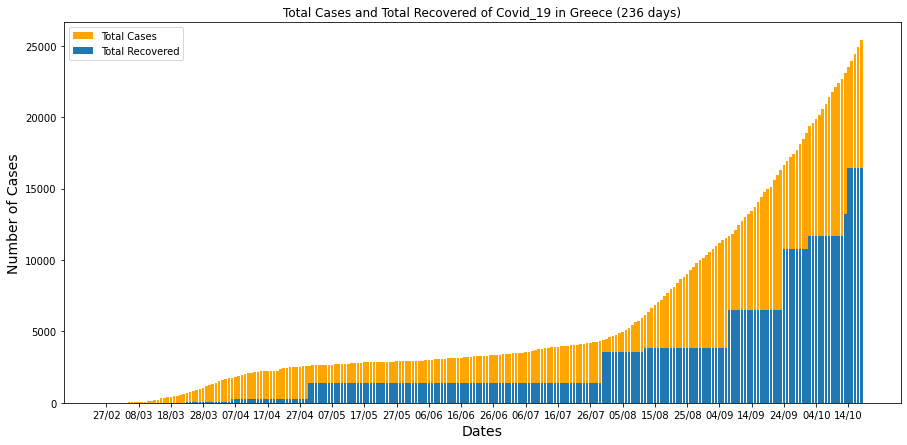 Total Cases and Total Recovered of Covid_19 in Greece (236 days)
Total Cases
Total Recovered
Number of Cases
25000
20000
15000
10000
5000
0
27/02 08/03 18/03 28/03 07/04 17/04 27/04 07/05 17/05 27/05 06/06 16/06 26/06 06/07 16/07 26/07 05/08 15/08 25/08 04/09 14/09 24/09 04/10 14/10
Dates